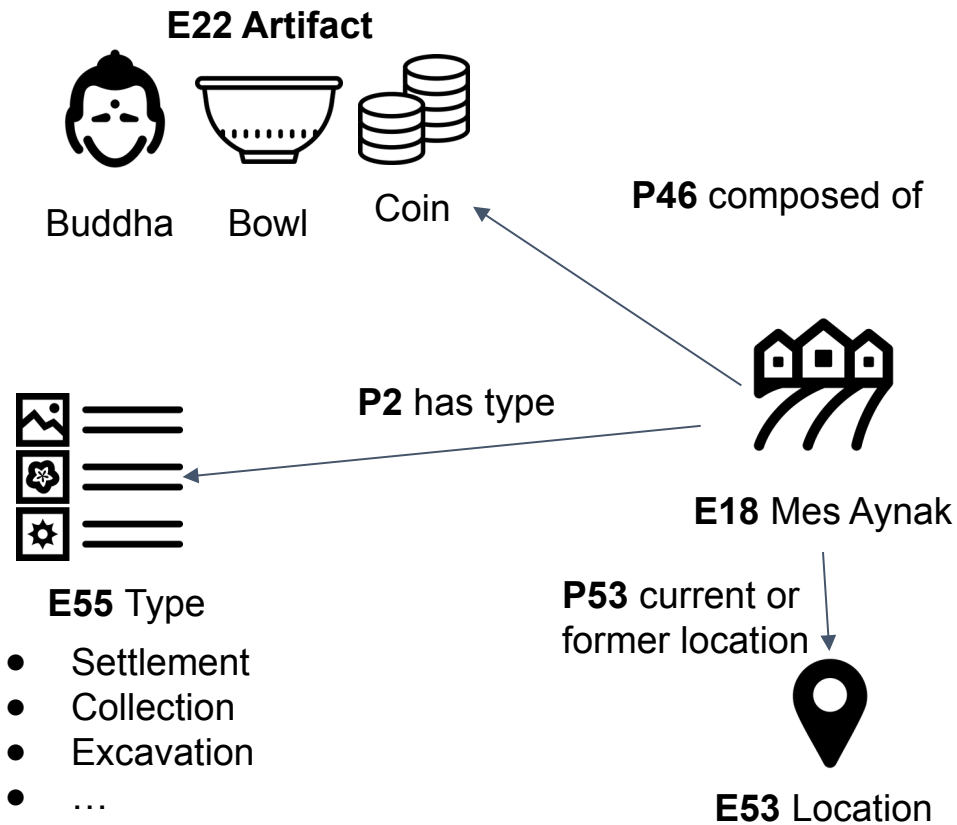 E22 Artifact
Buddha
Bowl
Coin
P46 composed of
P2 has type
E18 Mes Aynak
E55 Type
● Settlement
● Collection
● Excavation
● …
P53 current or
former location
E53 Location